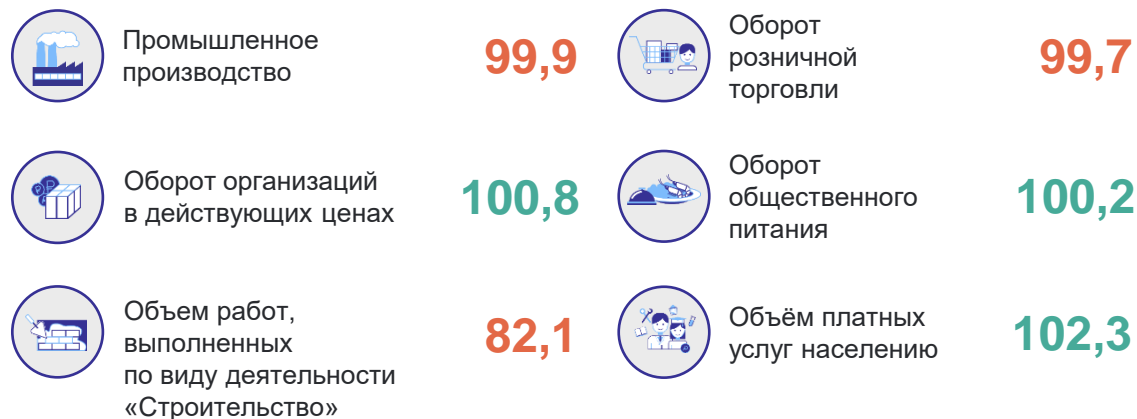 Промышленное
производство
99,9
Оборот
розничной
торговли
99,7
Оборот организаций
в действующих ценах
100,8
Оборот
общественного
питания
100,2
Объем работ,
выполненных
по виду деятельности
«Строительство»
82,1
Объём платных
услуг населению
102,3